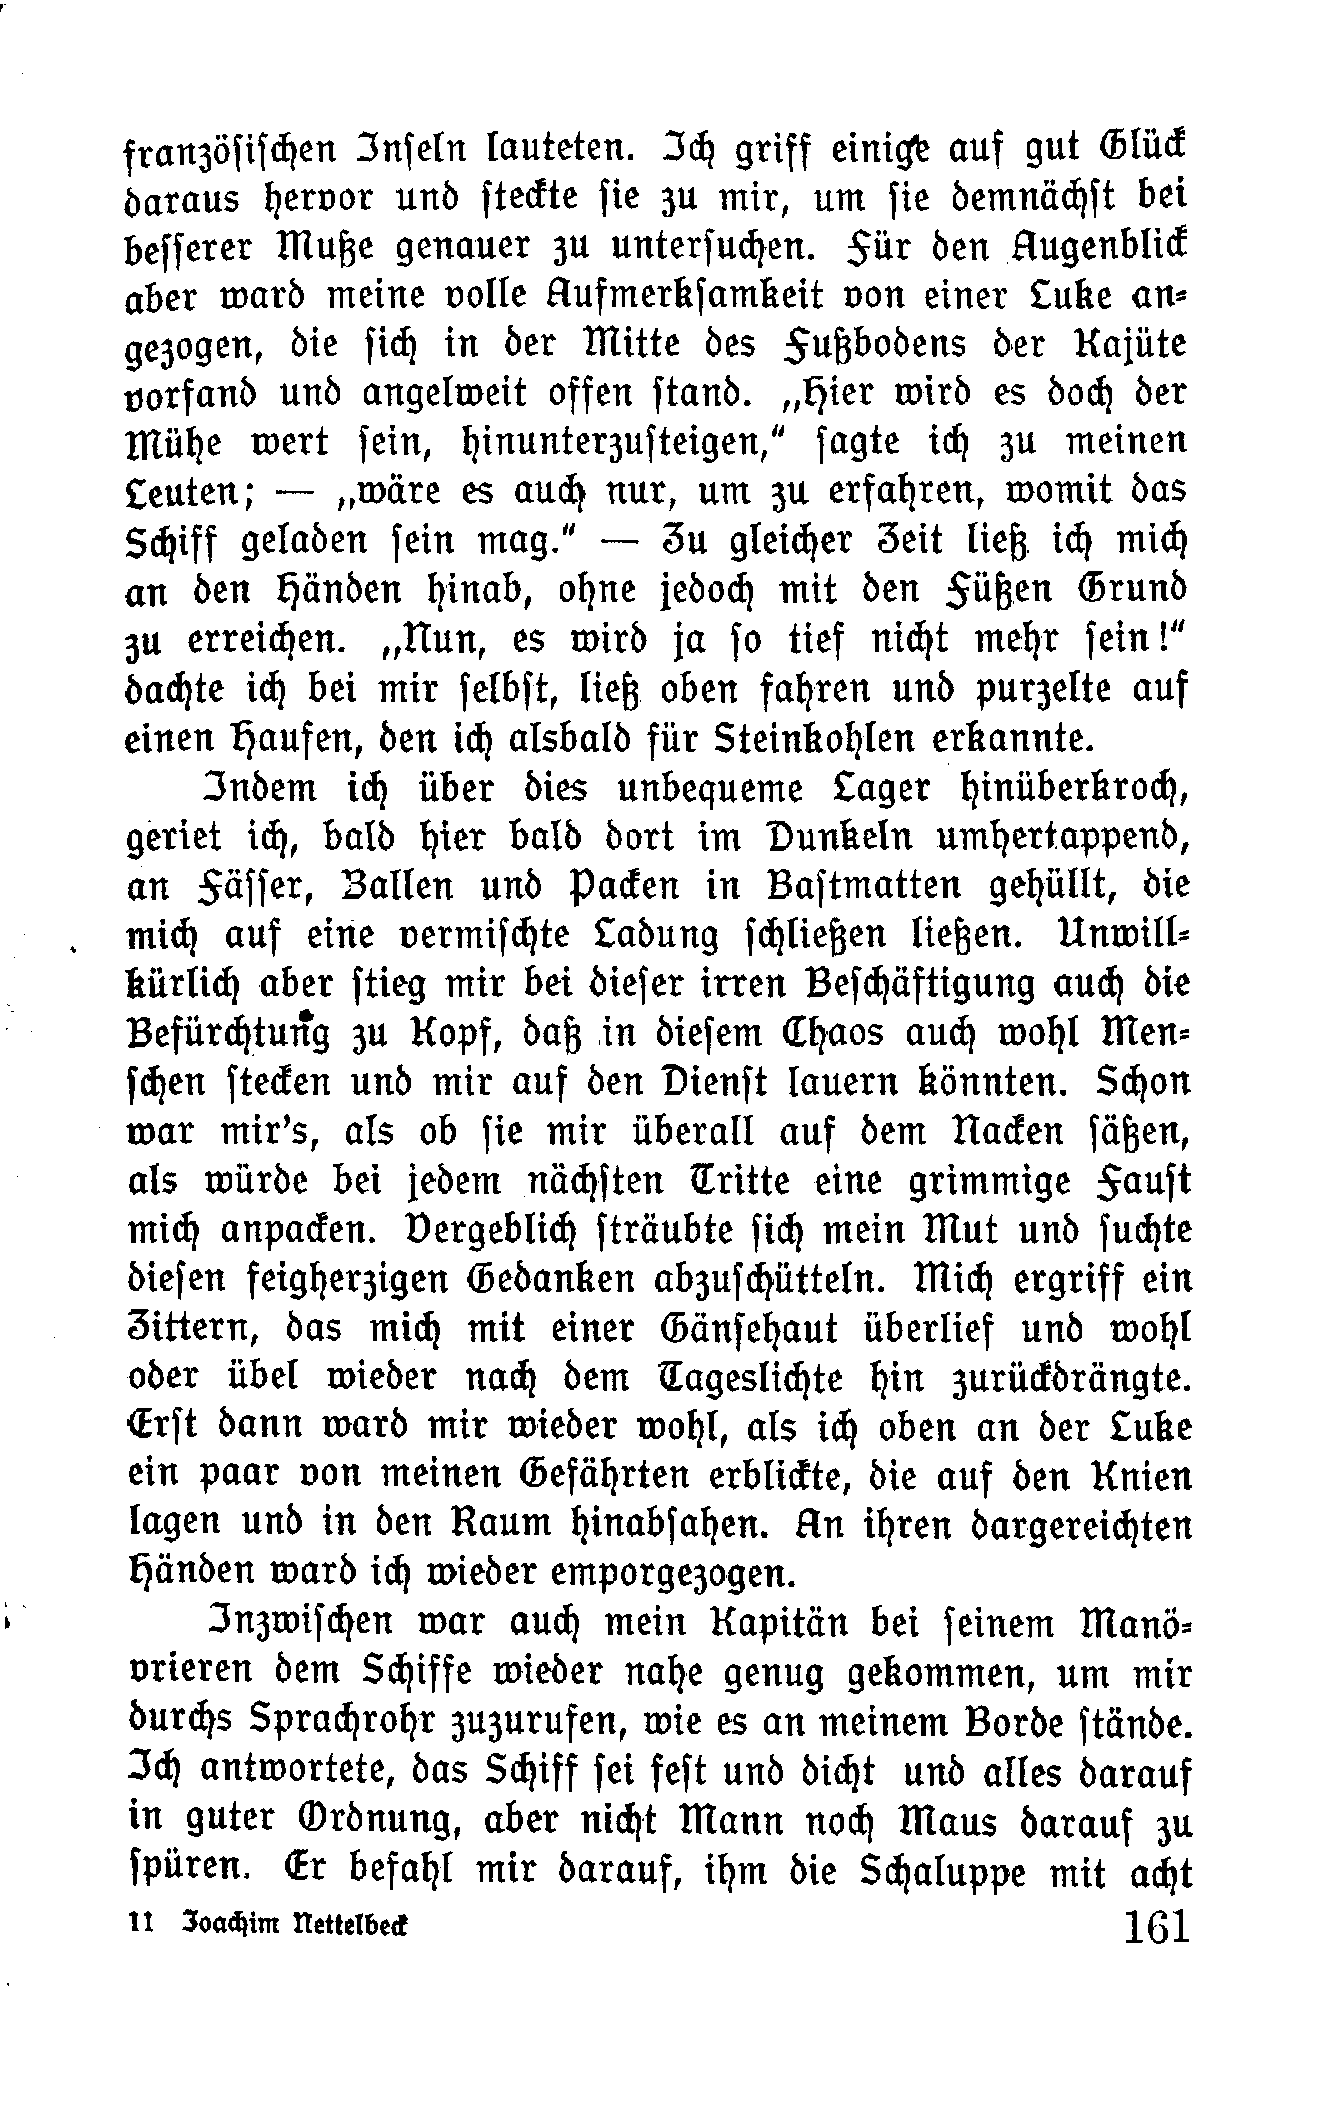 französischen Inseln lauteten. Ich griff einige auf gut Glück
daraus hervor und steckte sie zu mir, um sie demnächst bei
besserer Muße genauer zu untersuchen. Für den Augenblick
aber ward meine volle Aufmerksamkeit von einer Luke an-
gezogen, die sich in der Mitte des Fußbodens der Kajüte
vorfand und angelweit offen stand. „Hier wird es doch der
Mühe wert sein, hinunterzusteigen,“ sagte ich zu meinen
Leuten; — „wäre es auch nur, um zu erfahren, womit das
Schiff geladen sein mag.“ — Zu gleicher Zeit ließ ich mich
an den Händen hinab, ohne jedoch mit den Füßen Grund
zu erreichen. „Nun, es wird ja so tief nicht mehr sein!“
dachte ich bei mir selbst, ließ oben fahren und purzelte auf
einen Haufen, den ich alsbald für Steinkohlen erkannte.
Indem ich über dies unbequeme Lager hinüberkroch,
geriet ich, bald hier bald dort im Dunkeln umhertappend,
an Fässer, Ballen und Packen in Bastmatten gehüllt, die
mich auf eine vermischte Ladung schließen ließen. Unwill-
kürlich aber stieg mir bei dieser irren Beschäftigung auch die
Befürchtung zu Kopf, daß in diesem Chaos auch wohl Men-
schen stecken und mir auf den Dienst lauern könnten. Schon
war mir's, als ob sie mir überall auf dem Nacken säßen,
als würde bei jedem nächsten Tritte eine grimmige Faust
mich anpacken. Vergeblich sträubte sich mein Mut und suchte
diesen feigherzigen Gedanken abzuschütteln. Mich ergriff ein
Zittern, das mich mit einer Gänsehaut überlief und wohl
oder übel wieder nach dem Tageslichte hin zurückdrängte.
Erst dann ward mir wieder wohl, als ich oben an der Luke
ein paar von meinen Gefährten erblickte, die auf den Knien
lagen und in den Raum hinabsahen. An ihren dargereichten
Händen ward ich wieder emporgezogen.
Inzwischen war auch mein Kapitän bei seinem Manö-
vrieren dem Schiffe wieder nahe genug gekommen, um mir
durchs Sprachrohr zuzurufen, wie es an meinem Borde stände.
Ich antwortete, das Schiff sei fest und dicht und alles darauf
in guter Ordnung, aber nicht Mann noch Maus darauf zu
spüren. Er befahl mir darauf, ihm die Schaluppe mit acht
11 Joachim Nettelbeck 161